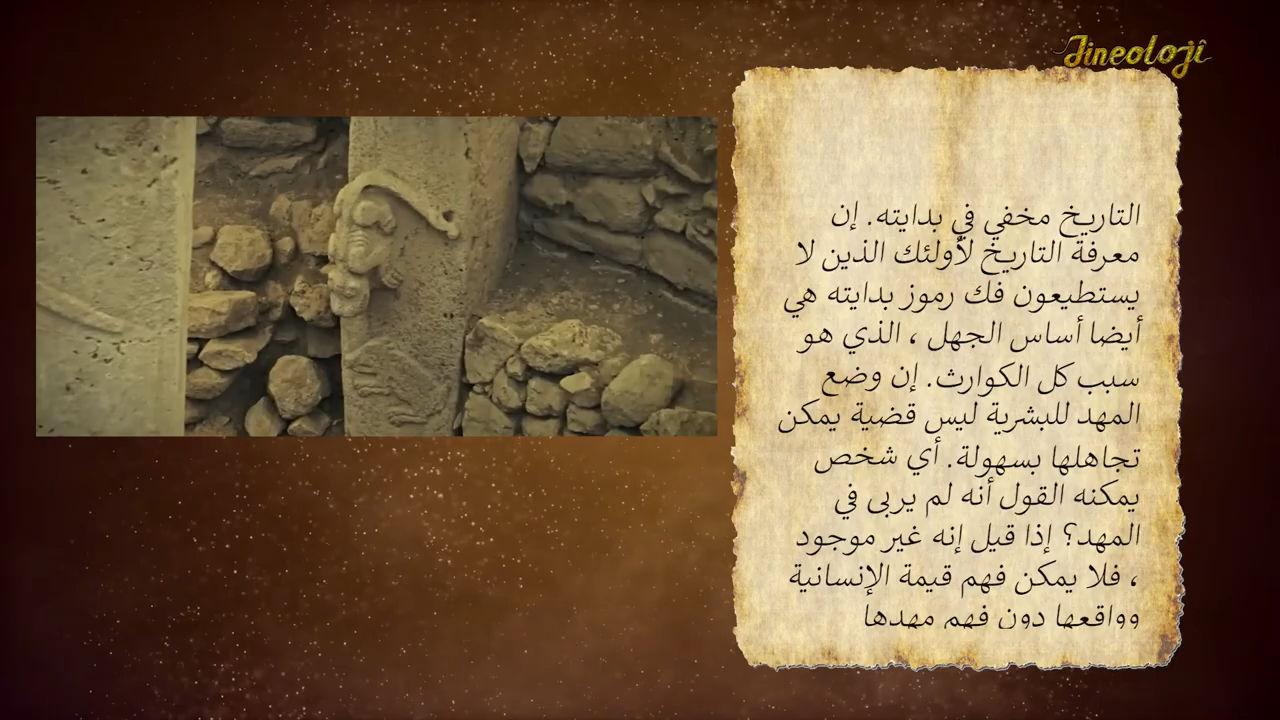 Jineolojî
التاريخ مخفي في بدايته. إن
معرفة التاريخ لأولئك الذين لا
يستطيعون فك رموز بدايته هي
أيضا أساس الجهل ، الذي هو
سبب كل الكوارث. إن وضع
المهد للبشرية ليس قضية يمكن
تجاهلها بسهولة. أي شخص
يمكنه القول أنه لم يربى في
المهد؟ إذا قيل إنه غير موجود
، فلا يمكن فهم قيمة الإنسانية
وواقعها دون فهم مهدها